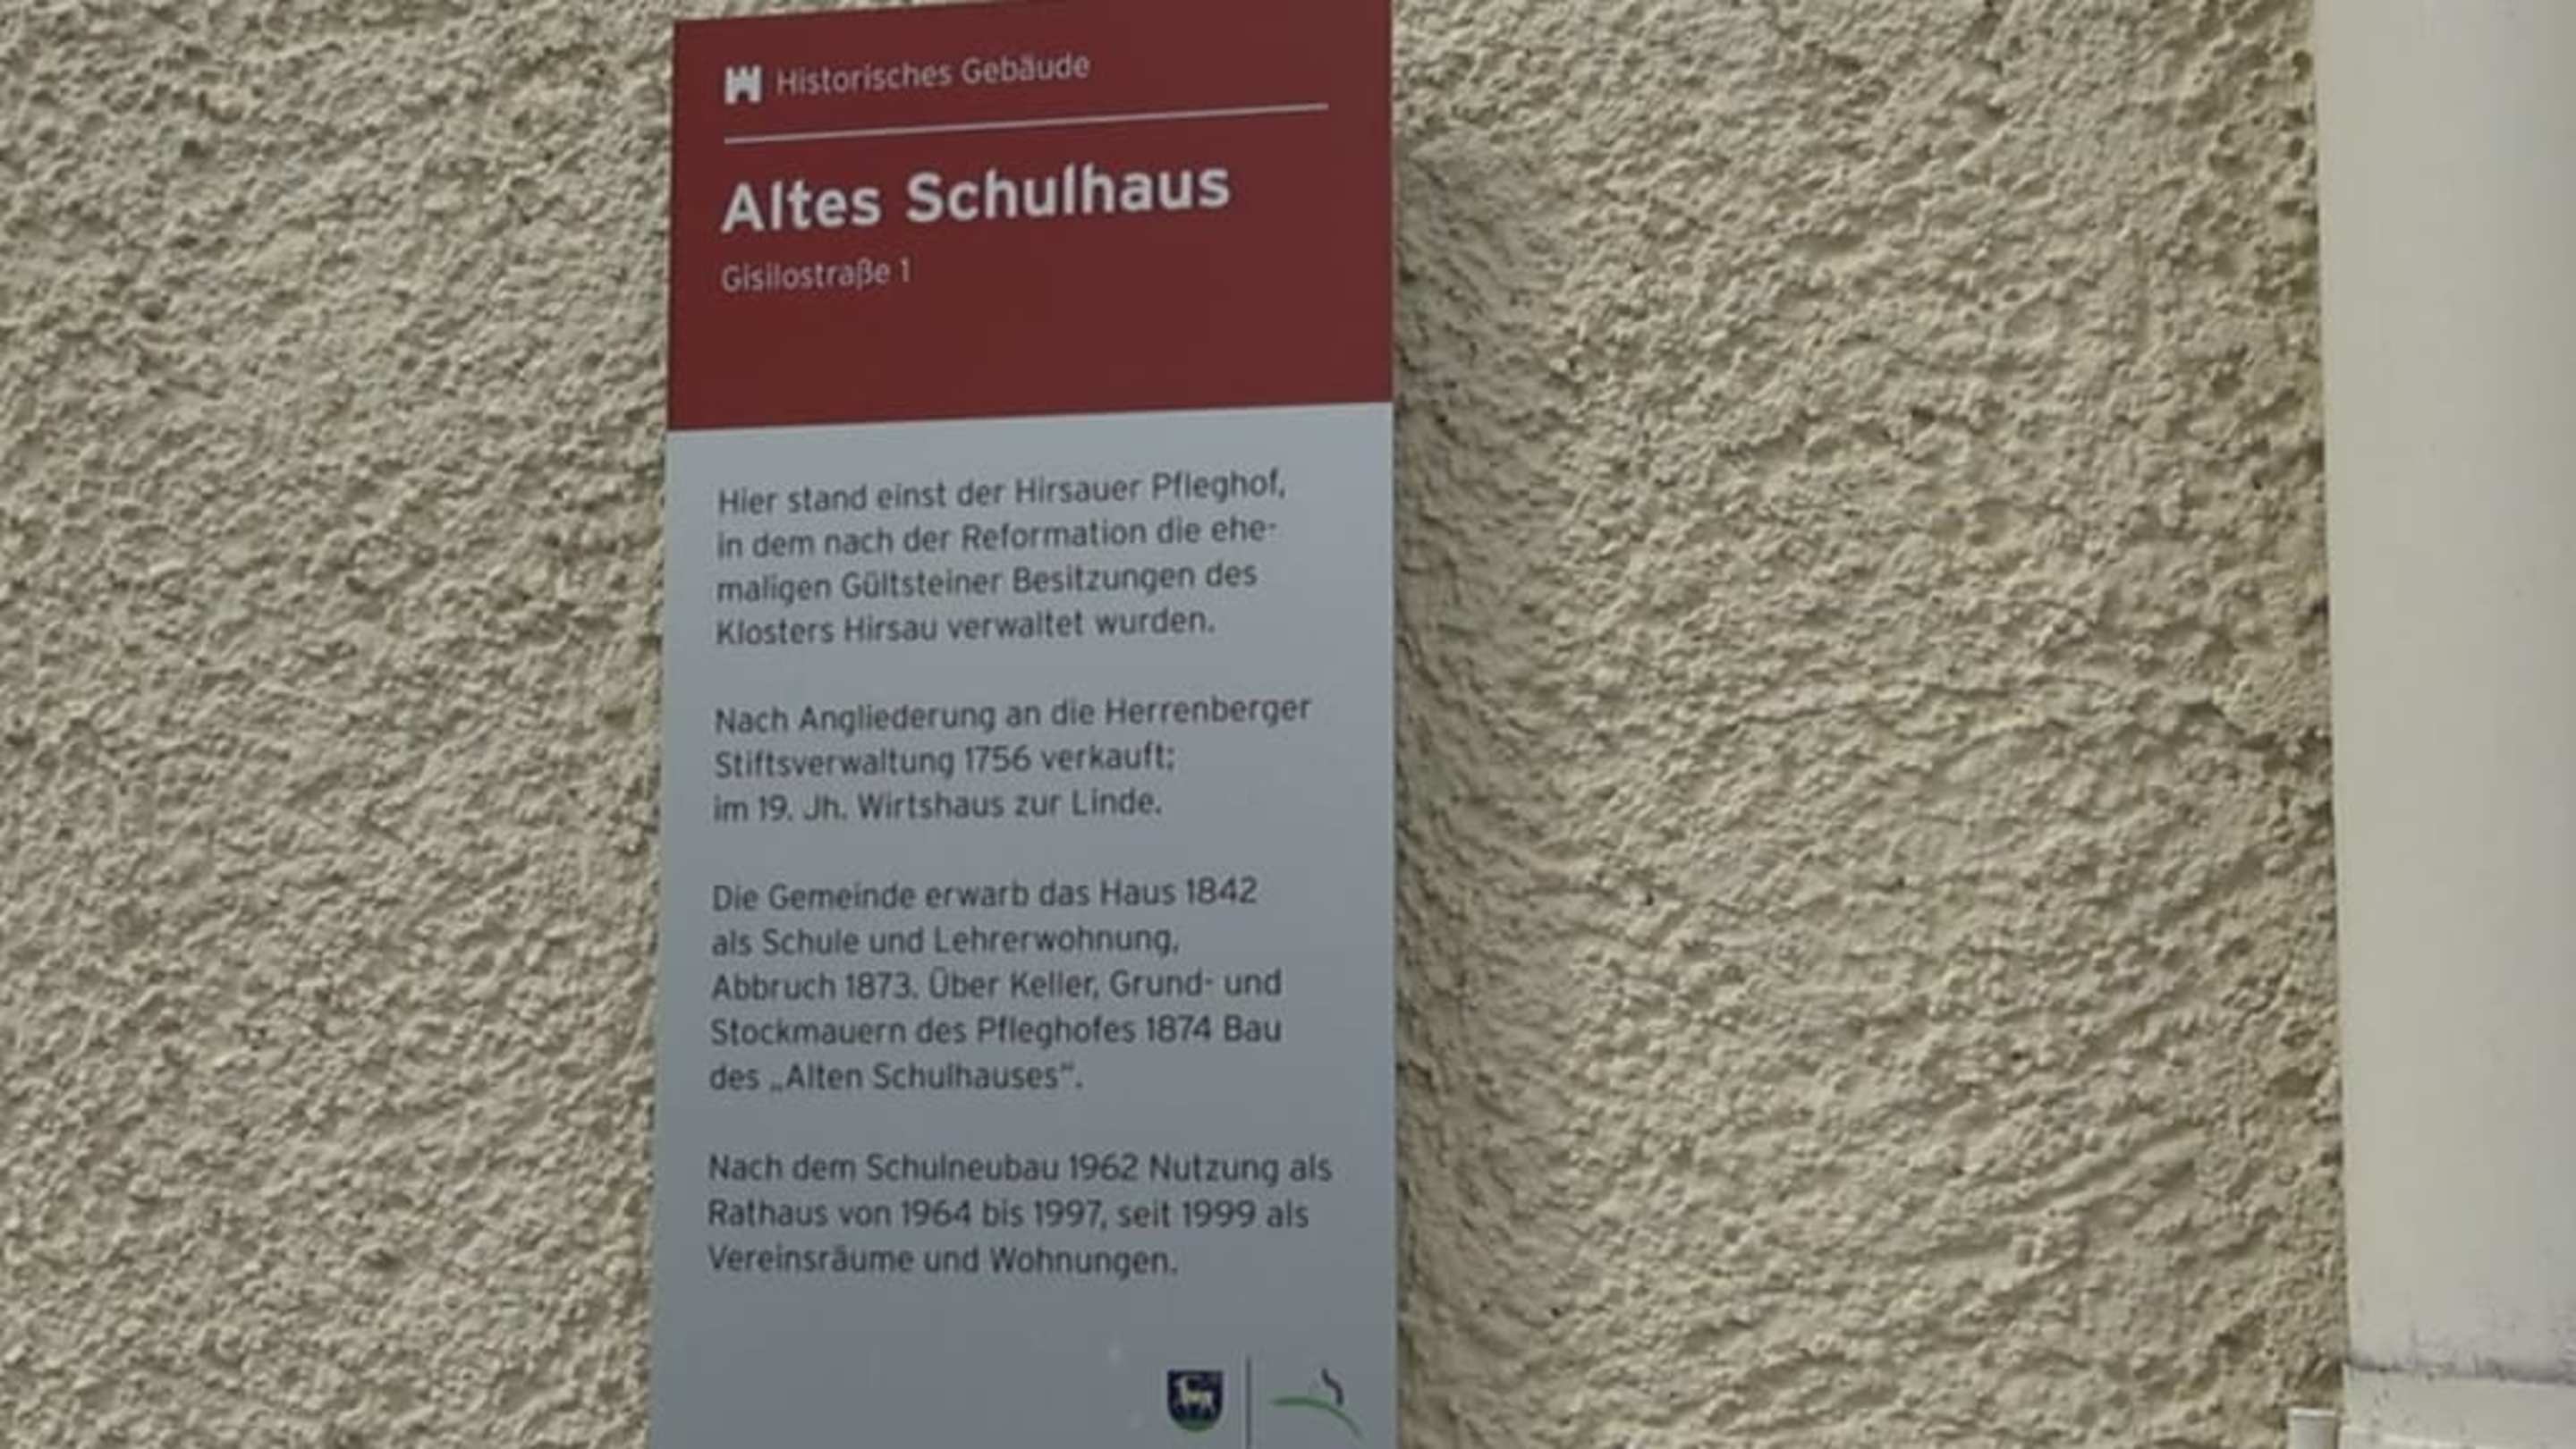 Historisches Gebäude
Altes Schulhaus
Gisilostraße 1
Hier stand einst der Hirsauer Pfleghof,
in dem nach der Reformation die ehe-
maligen Gültsteiner Besitzungen des
Klosters Hirsau verwaltet wurden.
Nach Angliederung an die Herrenberger
Stiftsverwaltung 1756 verkauft;
im 19. Jh. Wirtshaus zur Linde.
Die Gemeinde erwarb das Haus 1842
als Schule und Lehrerwohnung,
Abbruch 1873. Über Keller, Grund- und
Stockmauern des Pfleghofes 1874 Bau
des „Alten Schulhauses“.
Nach dem Schulneubau 1962 Nutzung als
Rathaus von 1964 bis 1997, seit 1999 als
Vereinsräume und Wohnungen.